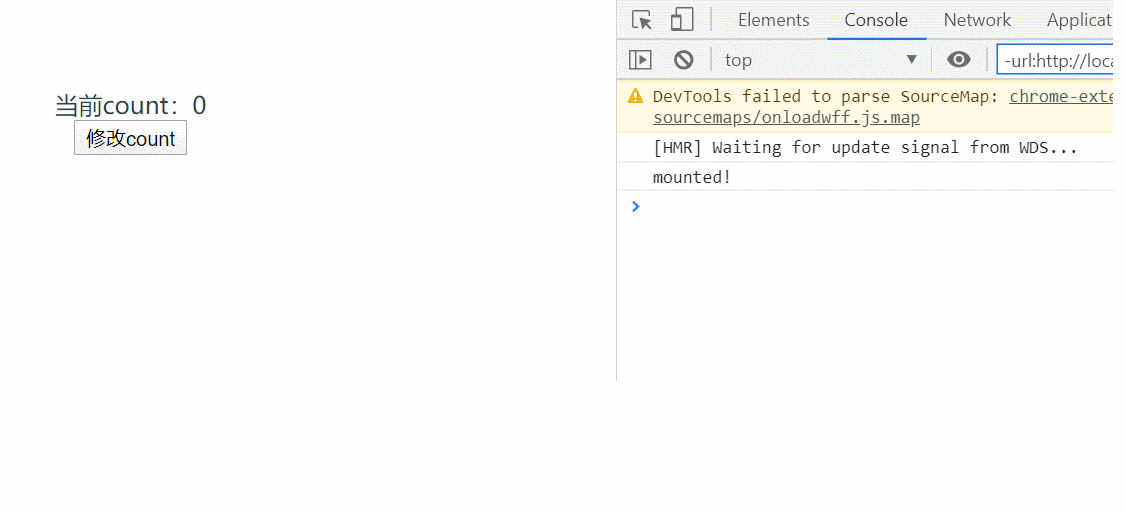 当前count：0
修改count
Elements Console Network Applicat
top -url:http://loca
DevTools failed to parse SourceMap: chrome-exte
sourcemaps/onloadwff.js.map
[HMR] Waiting for update signal from WDS...
mounted!